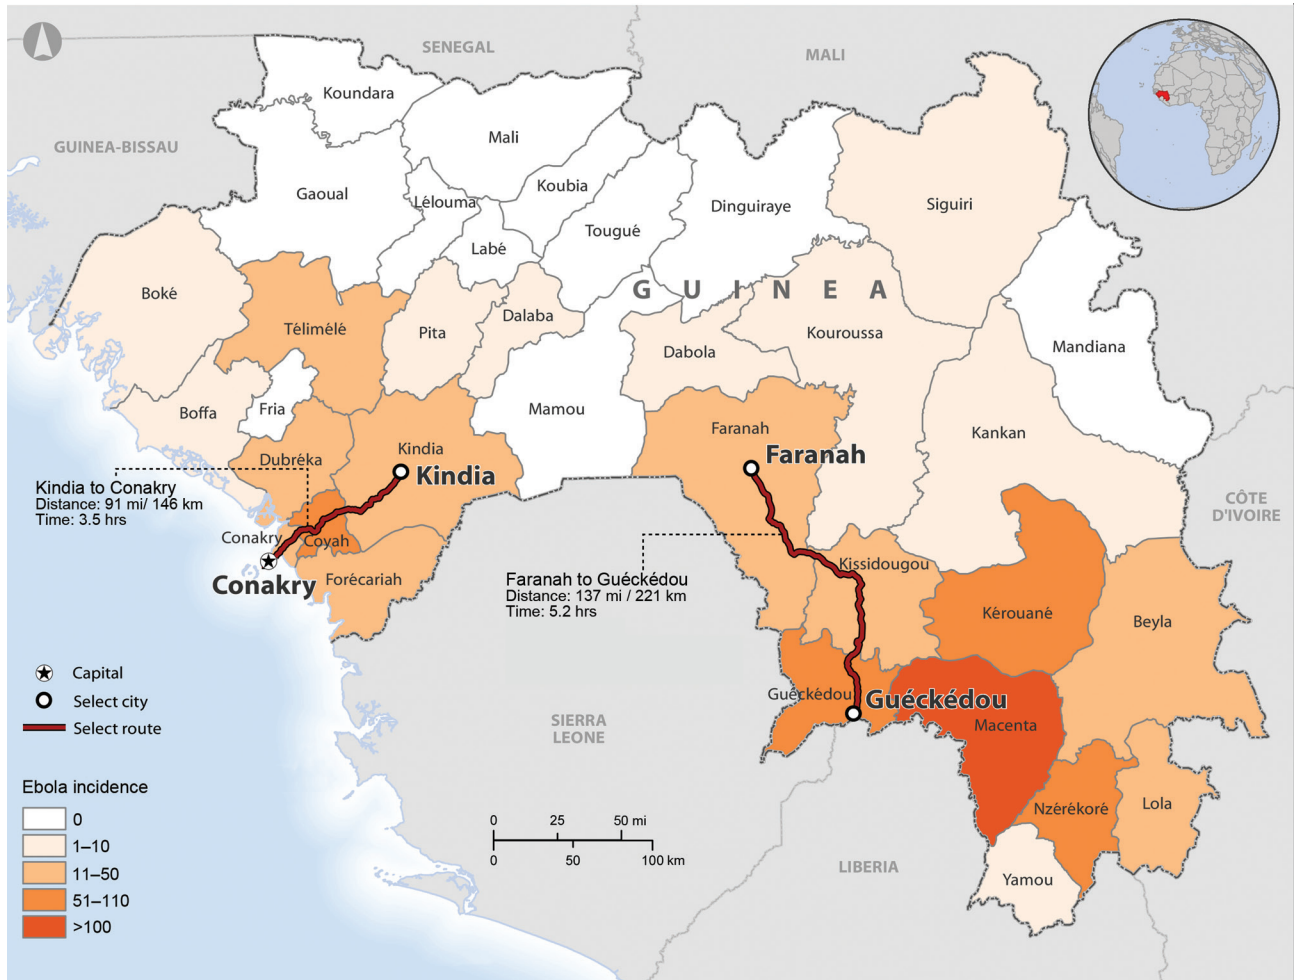 SENEGAL
MALI
GUINEA-BISSAU
Koundara
Mali
Gaoual
Koubia
Lélouma
Siguiri
Dinguiraye
Tougué
Labé
Boké
GUINEA
Dalaba
Télimélé
Pita
Kouroussa
Mandiana
Dabola
Boffa
Fria
Mamou
Faranah
Kankan
Kindia
Faranah
Dubréka
Kindia
Kindia to Conakry
Distance: 91 mi/ 146 km
Time: 3.5 hrs
CÔTE
D'IVOIRE
Conakry
Coyah
Kissidougou
Conakry
Forécariah
Faranah to Guéckédou
Distance: 137 mi / 221 km
Time: 5.2 hrs
Kérouané
Beyla
Capital
Select city
Select route
Guéckédou
Guéckédou
SIERRA
LEONE
Macenta
Ebola incidence
0
1–10
11–50
51–110
>100
0 25 50 mi
0 50 100 km
Nzérékoré
Lola
LIBERIA
Yamou